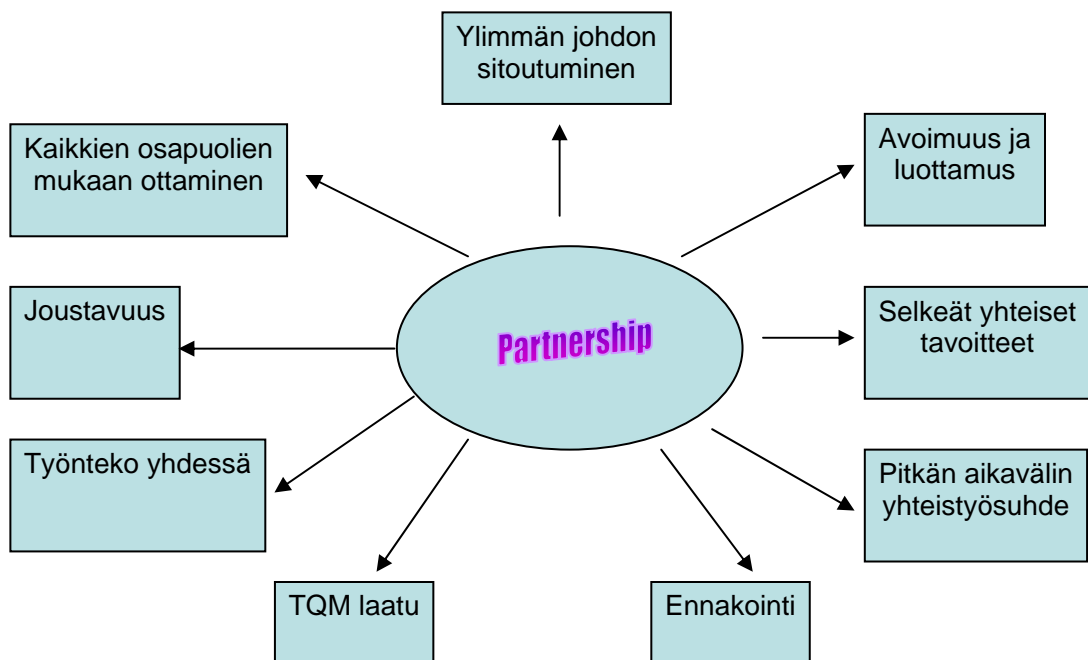 Ylimmän johdon
sitoutuminen
Kaikkien osapuolien
mukaan ottaminen
Avoimuus ja
luottamus
Joustavuus
Partnership
Selkeät yhteiset
tavoitteet
Työnteko yhdessä
Pitkän aikavälin
yhteistyösuhde
TQM laatu
Ennakointi